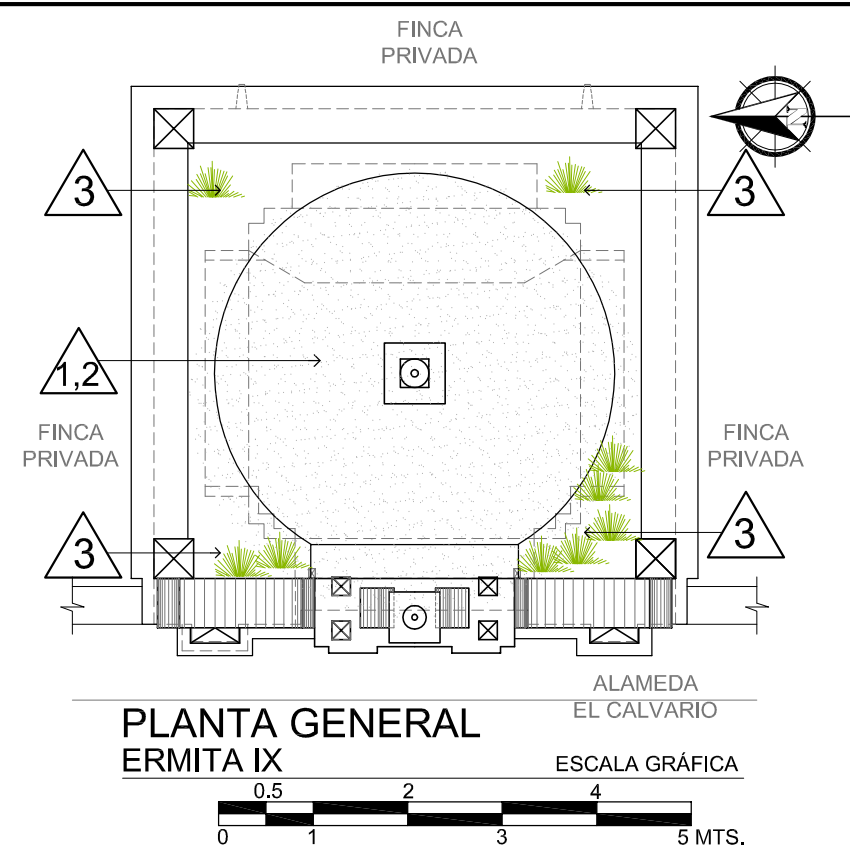 FINCA
PRIVADA
N
3
3
1,2
FINCA
PRIVADA
FINCA
PRIVADA
3
3
ALAMEDA
EL CALVARIO
PLANTA GENERAL
ERMITA IX
ESCALA GRÁFICA
0.5 2 4
0 1 3 5 MTS.